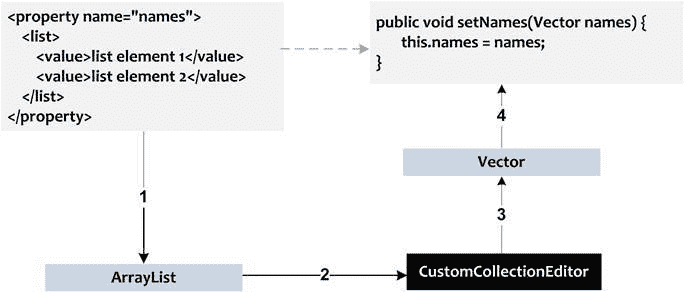 <property name="names">
<list>
<value>list element 1</value>
<value>list element 2</value>
</list>
</property>
public void setNames(Vector names) {
this.names = names;
}
4
Vector
1
3
ArrayList
2
CustomCollectionEditor